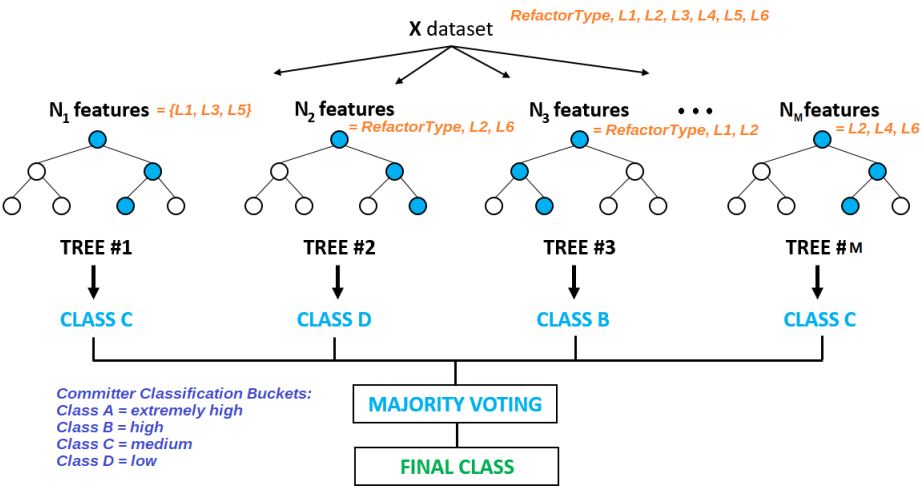 RefactorType, L1, L2, L3, L4, L5, L6
X dataset
N1 features = {L1, L3, L5}
N2 features
= RefactorType, L2, L6
N3 features
= RefactorType, L1, L2
• • •
NM features
= L2, L4, L6
TREE #1
TREE #2
TREE #3
TREE #M
CLASS C
CLASS D
CLASS B
CLASS C
Committer Classification Buckets:
Class A = extremely high
Class B = high
Class C = medium
Class D = low
MAJORITY VOTING
FINAL CLASS